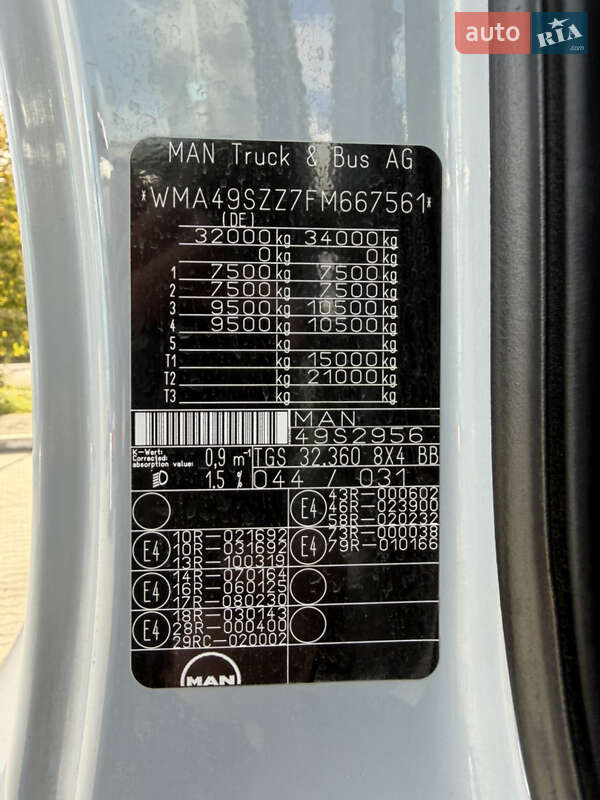 auto RIA .com
MAN Truck & Bus AG
*WMA49SZZ7FM667561*
(DE)
32000 kg 34000 kg
0 kg 0 kg
1 7500 kg 7500 kg
2 7500 kg 7500 kg
3 9500 kg 10500 kg
4 9500 kg 10500 kg
5 kg kg
T1 kg 15000 kg
T2 kg 21000 kg
T3 kg kg
MAN
49S2956
K-Wert:
Corrected
absorption value: 0,9 m-1
TGS 32.360 8X4 BB
1.5 %
044 / 031
E4 43R-000602
46R-023900
58R-020232
E4 10R-021692
10R-031692
13R-100319
E4 73R-000038
79R-010166
E4 14R-070164
17R-080230
E4 18R-030143
28R-000400
29RC-020002
MAN